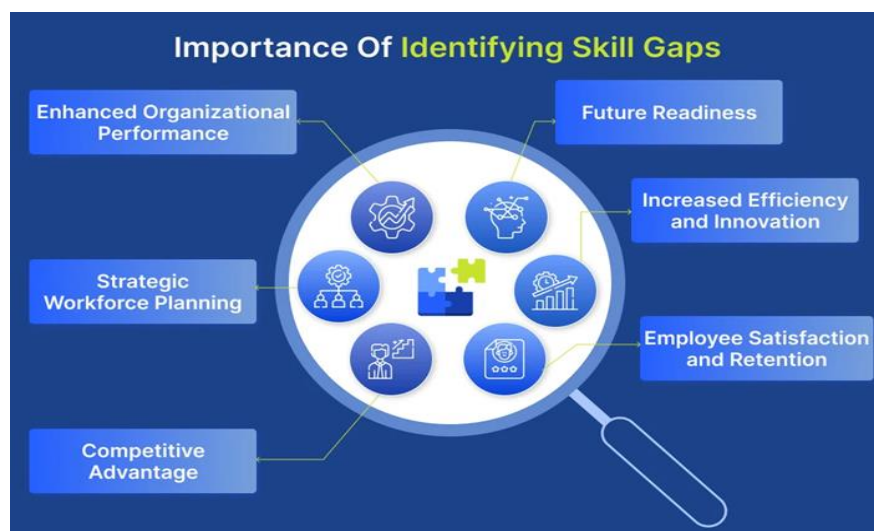 Importance Of Identifying Skill Gaps
Enhanced Organizational
Performance
Future Readiness
Increased Efficiency
and Innovation
Strategic
Workforce Planning
Employee Satisfaction
and Retention
Competitive
Advantage